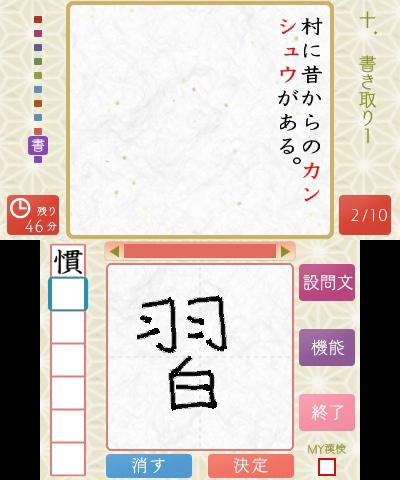 十. 書き取り1
村に昔からのカン
シュウがある。
書
残り
46分
2/10
慣
習
設問文
機能
終了
MY漢検
消す
決定